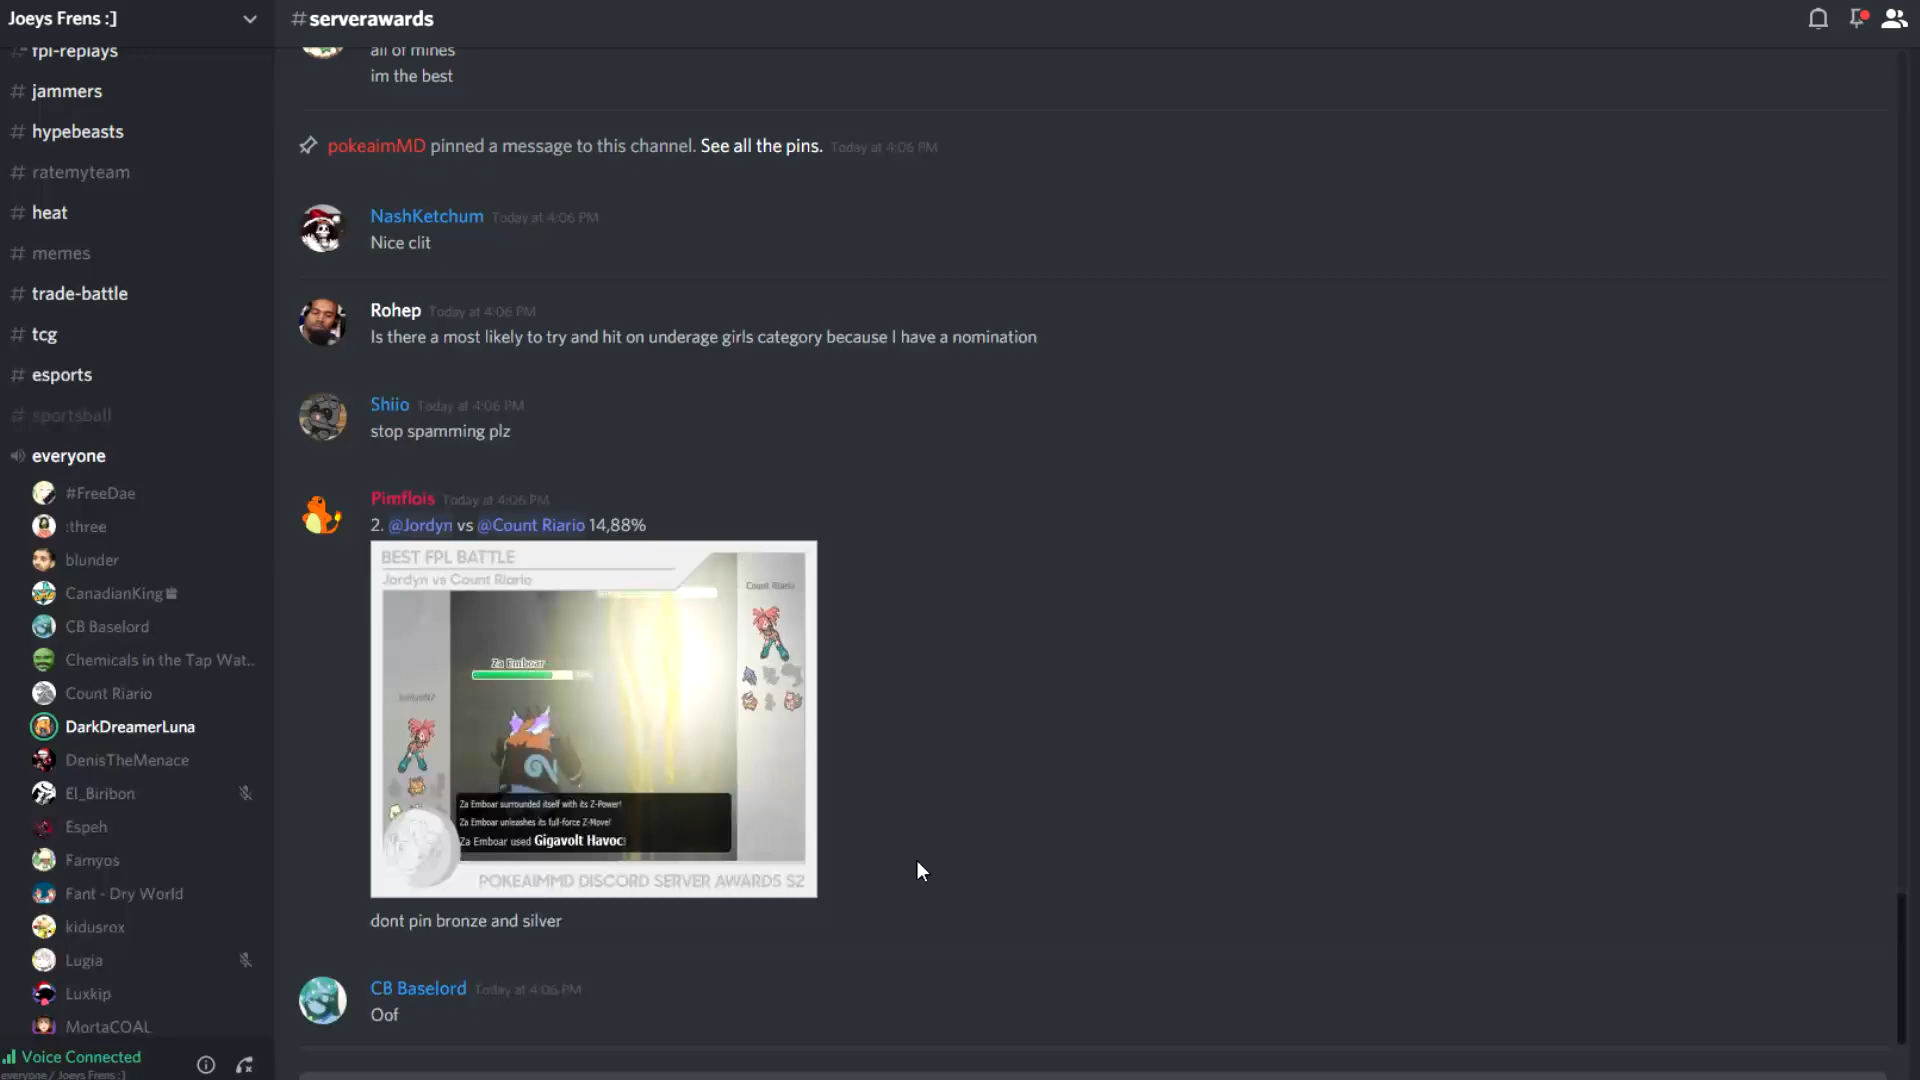 Joeys Frens :]
# serverawards
fpl-replays
# jammers
# hypebeasts
# ratemyteam
# heat
# memes
# trade-battle
# tcg
# esports
# sportsball
everyone
#FreeDae
:three
blunder
CanadianKing
CB Baselord
Chemicals in the Tap Wat..
Count Riario
DarkDreamerLuna
DenisTheMenace
El_Biribon
Espeh
Famyos
Fant - Dry World
kidusrox
Lugia
Luxkip
MortaCOAL
Voice Connected
everyone / Joeys Frens :]
all of mines
im the best
pokeaimMD pinned a message to this channel. See all the pins. Today at 4:06 PM
NashKetchum Today at 4:06 PM
Nice clit
Rohep Today at 4:06 PM
Is there a most likely to try and hit on underage girls category because I have a nomination
Shiio Today at 4:06 PM
stop spamming plz
Pimflois Today at 4:06 PM
2. @Jordyn vs @Count Riario 14,88%
BEST FPL BATTLE
Jordyn vs Count Riario
Count Riario
Za Emboar
Za Emboar surrounded itself with its Z-Power!
Za Emboar unleashes its full-force Z-Move!
Za Emboar used Gigavolt Havoc!
POKEAIMMD DISCORD SERVER AWARDS S2
dont pin bronze and silver
CB Baselord Today at 4:06 PM
Oof